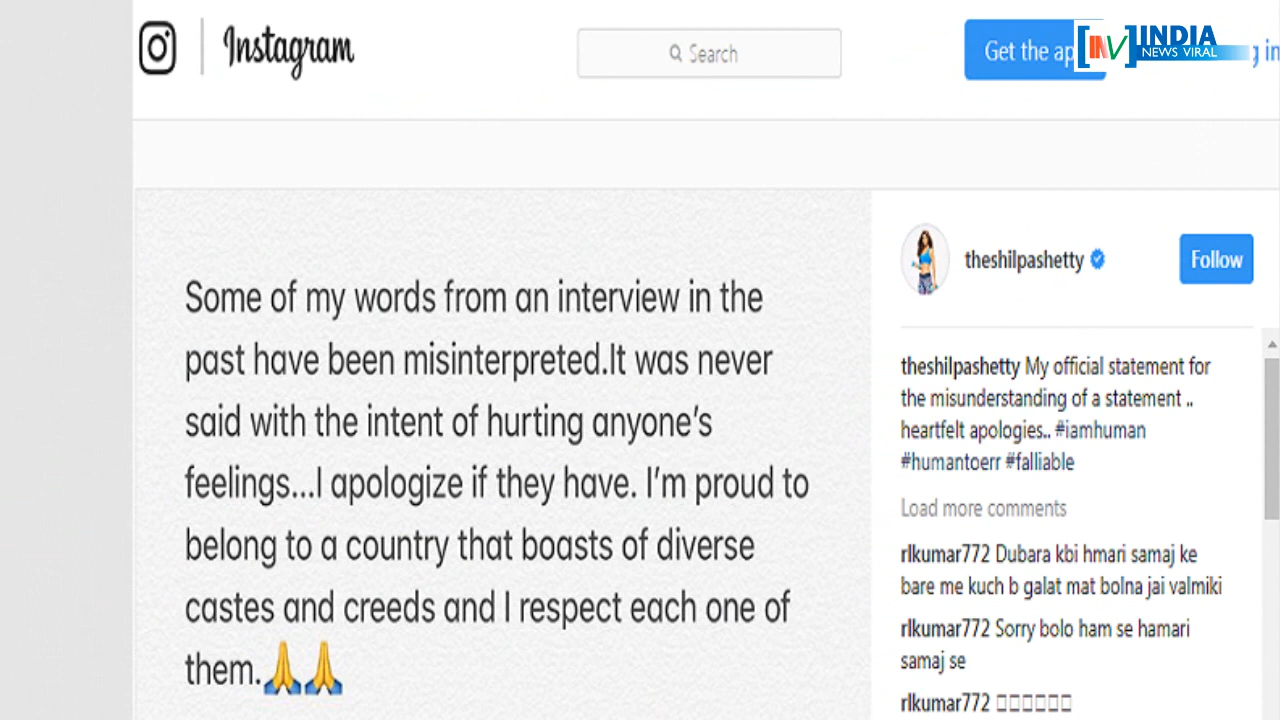 Instagram
Search
Get the ap
g in
INDIA
NEWS VIRAL
Some of my words from an interview in the
past have been misinterpreted.It was never
said with the intent of hurting anyone's
feelings...I apologize if they have. I'm proud to
belong to a country that boasts of diverse
castes and creeds and I respect each one of
them.🙏🙏
theshilpashetty
Follow
theshilpashetty My official statement for
the misunderstanding of a statement ..
heartfelt apologies.. #iamhuman
#humantoerr #falliable
Load more comments
rlkumar772 Dubara kbi hmari samaj ke
bare me kuch b galat mat bolna jai valmiki
rlkumar772 Sorry bolo ham se hamari
samaj se
rlkumar772